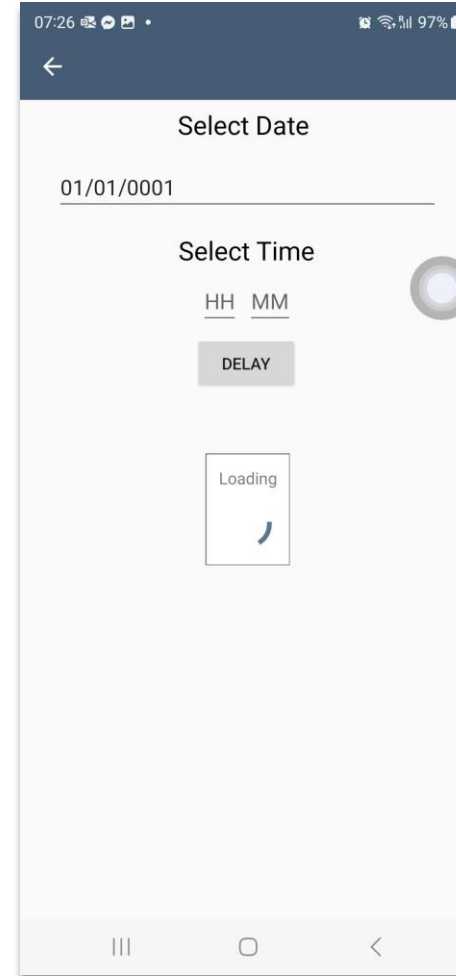 07:26 97%
Select Date
01/01/0001
Select Time
HH MM
DELAY
Loading